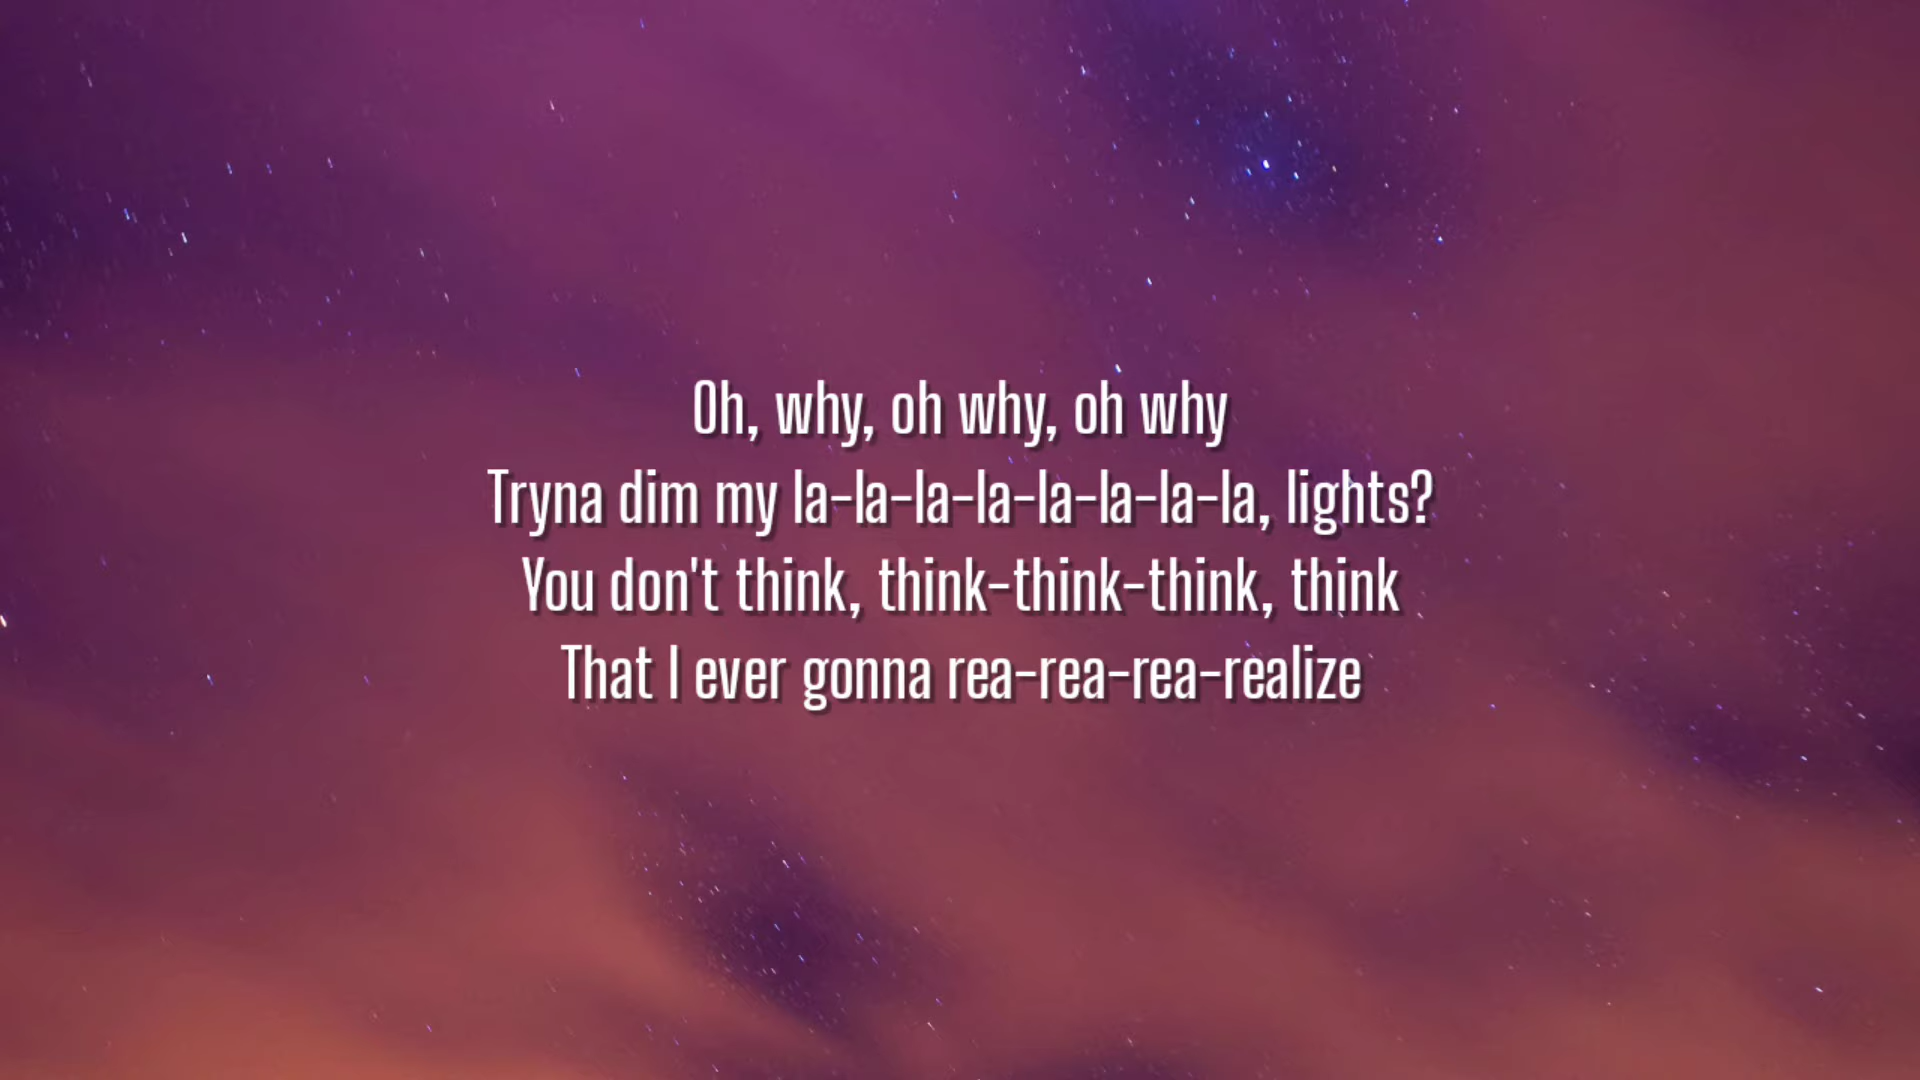 Oh, why, oh why, oh why
Tryna dim my la-la-la-la-la-la-la-la, lights?
You don't think, think-think-think, think
That I ever gonna rea-rea-rea-realize